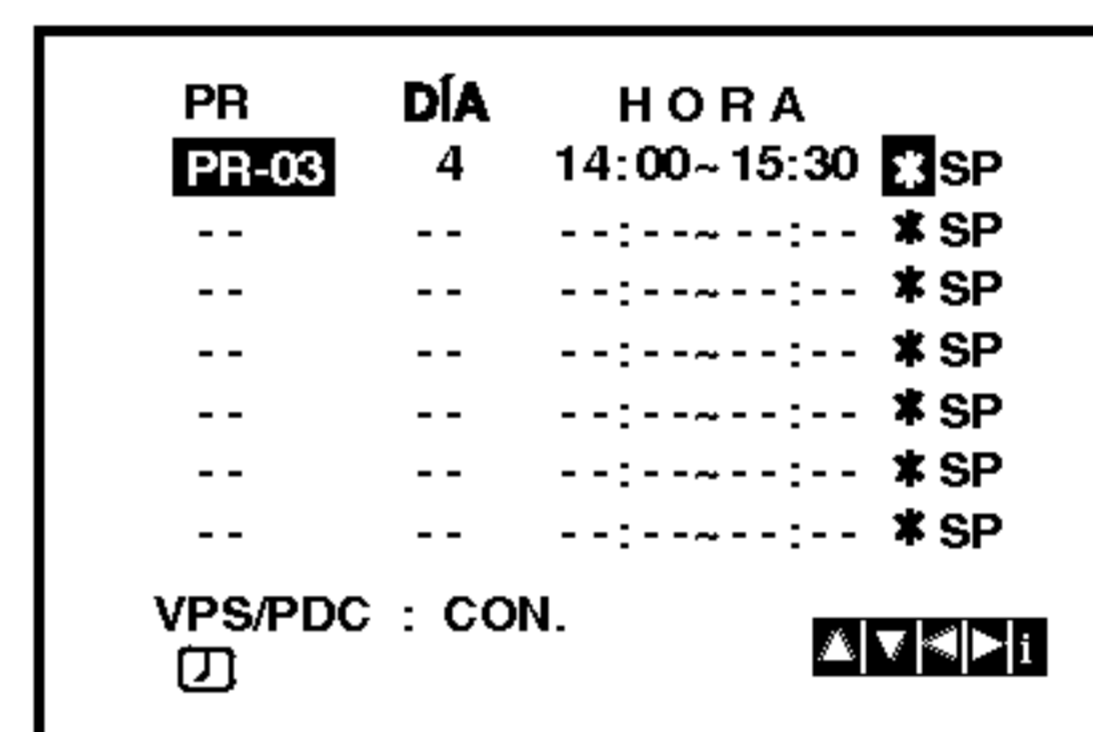 PR DÍA HORA
PR-03 4 14:00~15:30 * SP
-- -- --:--~--:-- * SP
-- -- --:--~--:-- * SP
-- -- --:--~--:-- * SP
-- -- --:--~--:-- * SP
-- -- --:--~--:-- * SP
-- -- --:--~--:-- * SP
VPS/PDC : CON.
▲ ▼ ◀ ▶ i